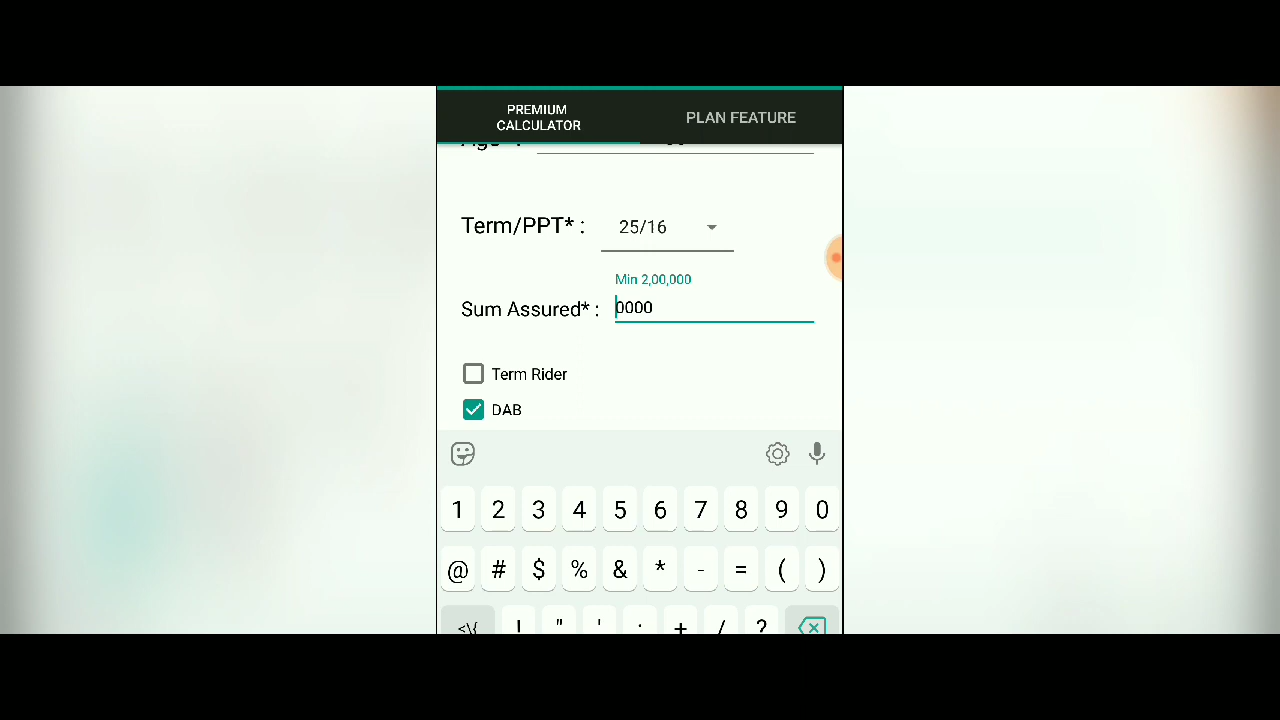 PREMIUM
CALCULATOR
PLAN FEATURE
Term/PPT* :
25/16
Min 2,00,000
Sum Assured* :
0000
Term Rider
DAB
1 2 3 4 5 6 7 8 9 0
@ # $ % & * - = ( )
! " ' : + / ?